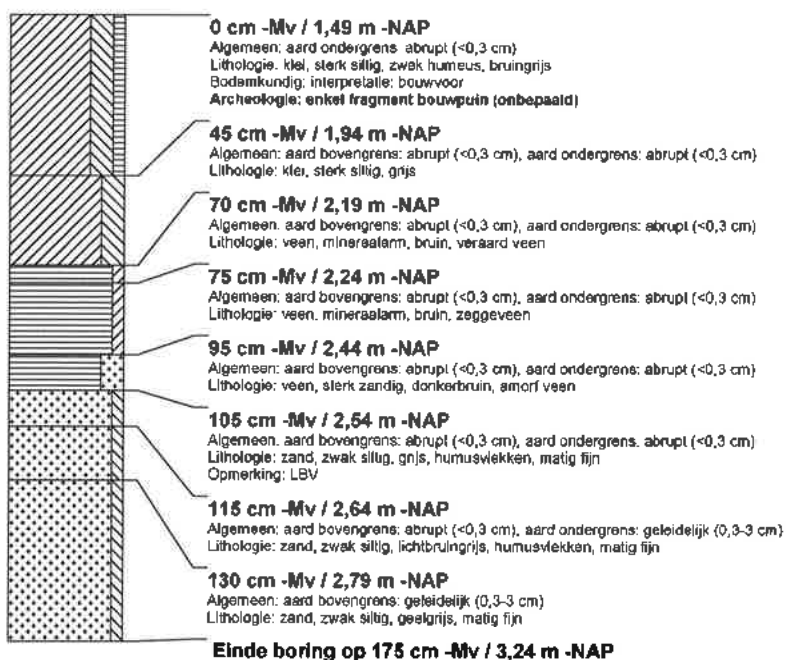 0 cm -Mv / 1,49 m -NAP
Algemeen: aard ondergrens: abrupt (<0,3 cm)
Lithologie: klei, sterk siltig, zwak humeus, bruingrijs
Bodemkundig: interpretatie: bouwvoor
Archeologie: enkel fragment bouwpuin (onbepaald)
45 cm -Mv / 1,94 m -NAP
Algemeen: aard bovengrens: abrupt (<0,3 cm), aard ondergrens: abrupt (<0,3 cm)
Lithologie: klei, sterk siltig, grijs
70 cm -Mv / 2,19 m -NAP
Algemeen: aard bovengrens: abrupt (<0,3 cm), aard ondergrens: abrupt (<0,3 cm)
Lithologie: veen, mineraalarm, bruin, veraard veen
75 cm -Mv / 2,24 m -NAP
Algemeen: aard bovengrens: abrupt (<0,3 cm), aard ondergrens: abrupt (<0,3 cm)
Lithologie: veen, mineraalarm, bruin, zeggeveen
95 cm -Mv / 2,44 m -NAP
Algemeen: aard bovengrens: abrupt (<0,3 cm), aard ondergrens: abrupt (<0,3 cm)
Lithologie: veen, sterk zandig, donkerbruin, amorf veen
105 cm -Mv / 2,54 m -NAP
Algemeen: aard bovengrens: abrupt (<0,3 cm), aard ondergrens: abrupt (<0,3 cm)
Lithologie: zand, zwak siltig, grijs, humusvlekken, matig fijn
Opmerking: LBV
115 cm -Mv / 2,64 m -NAP
Algemeen: aard bovengrens: abrupt (<0,3 cm), aard ondergrens: geleidelijk (0,3-3 cm)
Lithologie: zand, zwak siltig, lichtbruingrijs, humusvlekken, matig fijn
130 cm -Mv / 2,79 m -NAP
Algemeen: aard bovengrens: geleidelijk (0,3-3 cm)
Lithologie: zand, zwak siltig, geelgrijs, matig fijn
Einde boring op 175 cm -Mv / 3,24 m -NAP